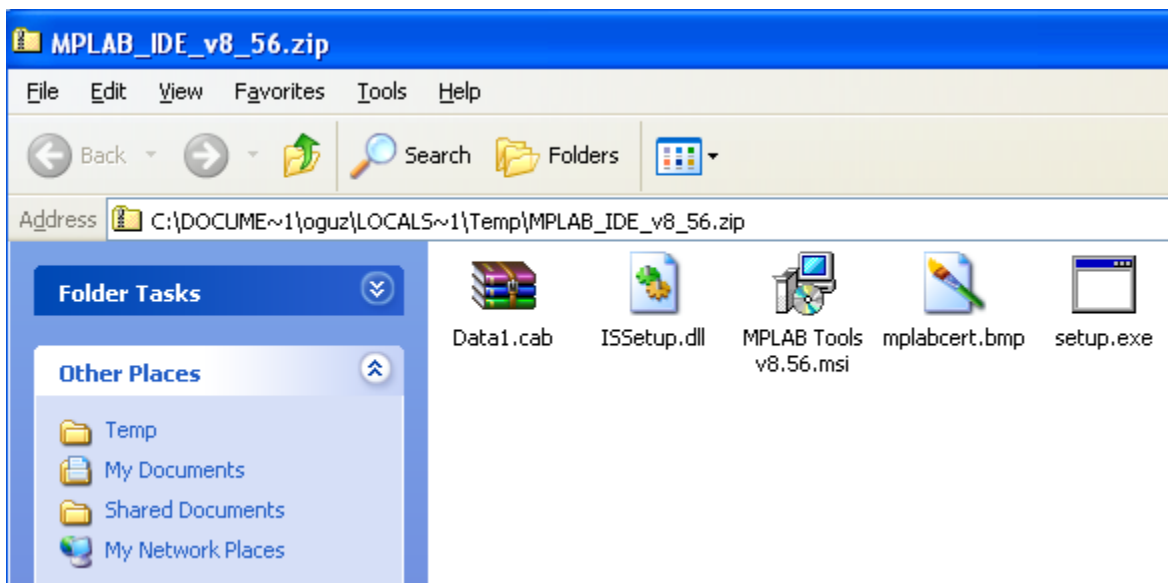 MPLAB_IDE_v8_56.zip
File Edit View Favorites Tools Help
Back Search Folders
Address C:\DOCUME~1\oguz\LOCALS~1\Temp\MPLAB_IDE_v8_56.zip
Folder Tasks
Other Places
Temp
My Documents
Shared Documents
My Network Places
Data1.cab ISSetup.dll MPLAB Tools mplabcert.bmp setup.exe
v8.56.msi